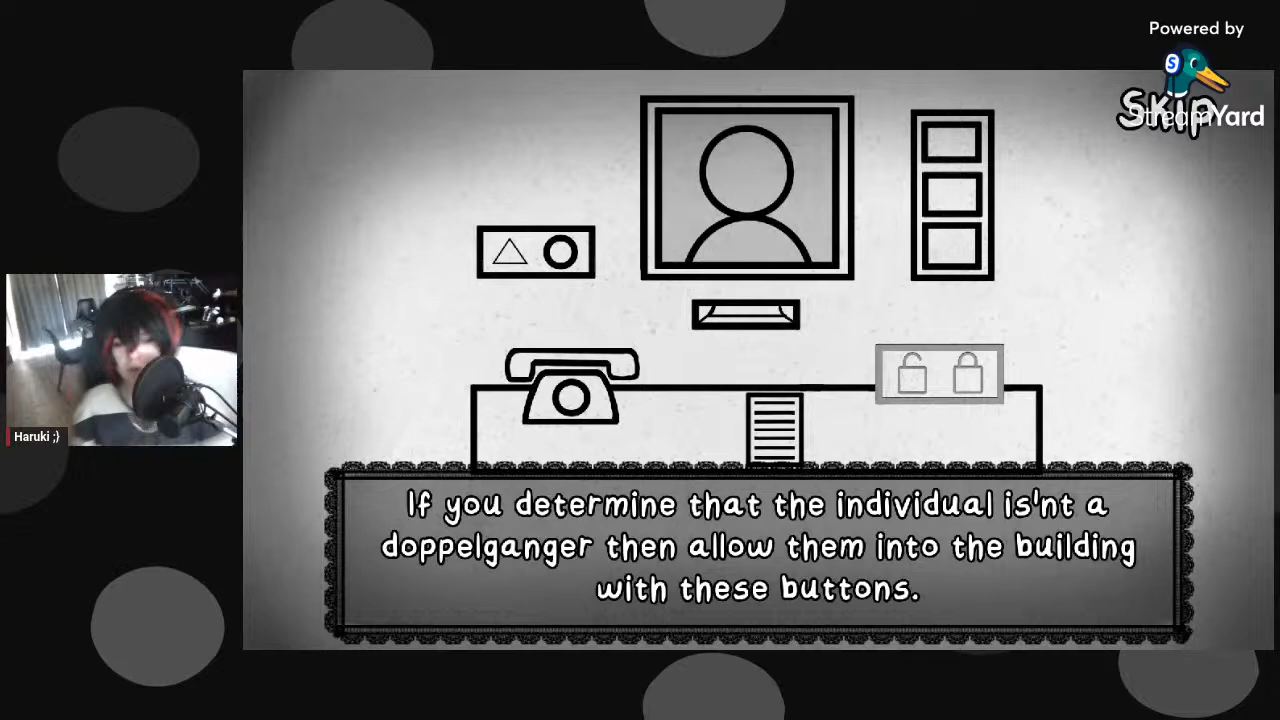 Powered by
Skip
StreamYard
Haruki ;)
If you determine that the individual is'nt a
doppelganger then allow them into the building
with these buttons.